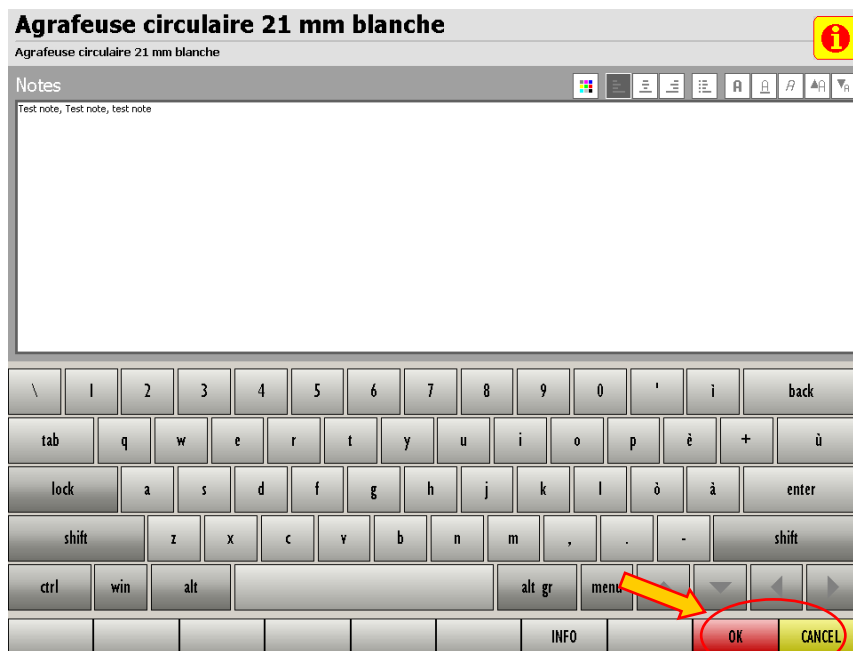 Agrafeuse circulaire 21 mm blanche
Agrafeuse circulaire 21 mm blanche
Notes
A A A A A
Test note, Test note, test note
\ 1 2 3 4 5 6 7 8 9 0 ' ì back
tab q w e r t y u i o p è + ù
lock a s d f g h j k l ò à enter
shift z x c v b n m , . - shift
ctrl win alt alt gr menu
INFO OK CANCEL